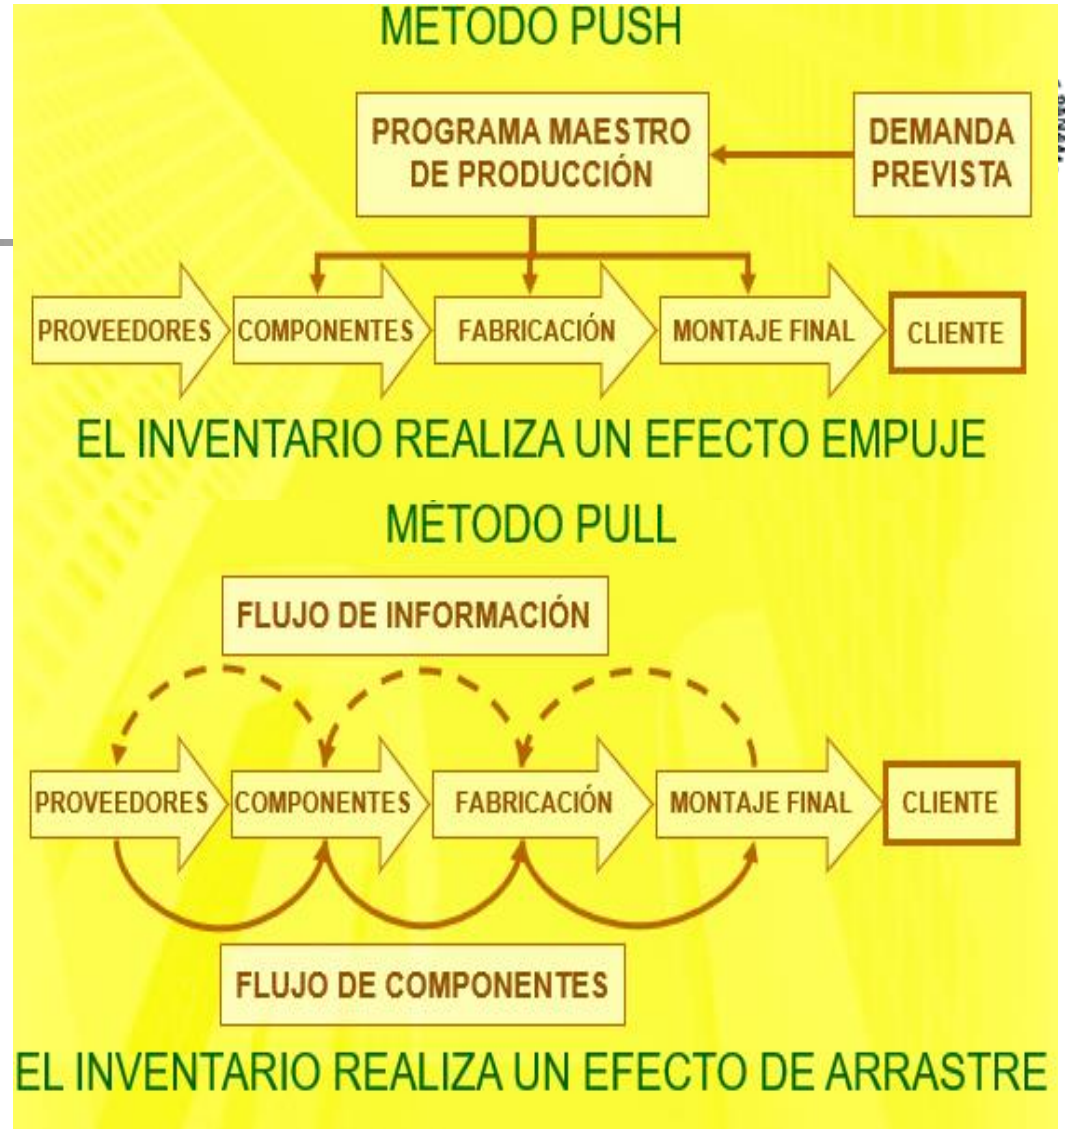 METODO PUSH
PROGRAMA MAESTRO
DE PRODUCCIÓN
DEMANDA
PREVISTA
PROVEEDORES
COMPONENTES
FABRICACIÓN
MONTAJE FINAL
CLIENTE
EL INVENTARIO REALIZA UN EFECTO EMPUJE
MÉTODO PULL
FLUJO DE INFORMACIÓN
PROVEEDORES
COMPONENTES
FABRICACIÓN
MONTAJE FINAL
CLIENTE
FLUJO DE COMPONENTES
EL INVENTARIO REALIZA UN EFECTO DE ARRASTRE